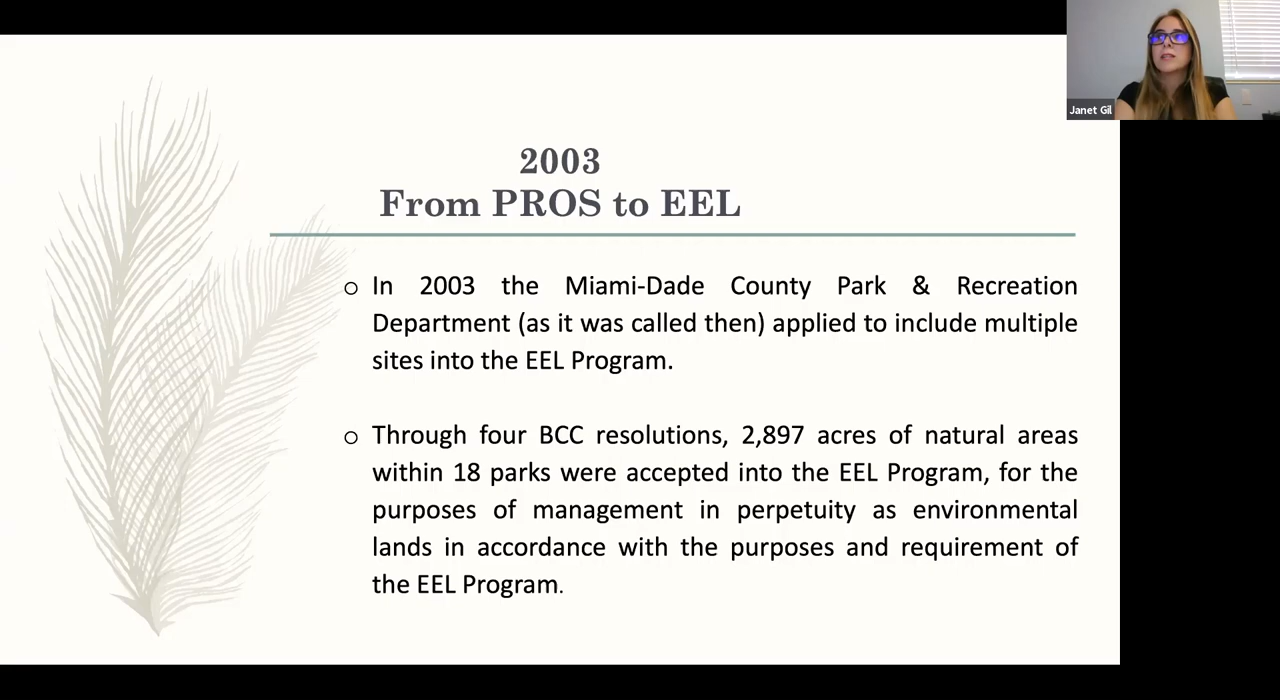 Janet Gil
2003
From PROS to EEL
o In 2003 the Miami-Dade County Park & Recreation
Department (as it was called then) applied to include multiple
sites into the EEL Program.
o Through four BCC resolutions, 2,897 acres of natural areas
within 18 parks were accepted into the EEL Program, for the
purposes of management in perpetuity as environmental
lands in accordance with the purposes and requirement of
the EEL Program.